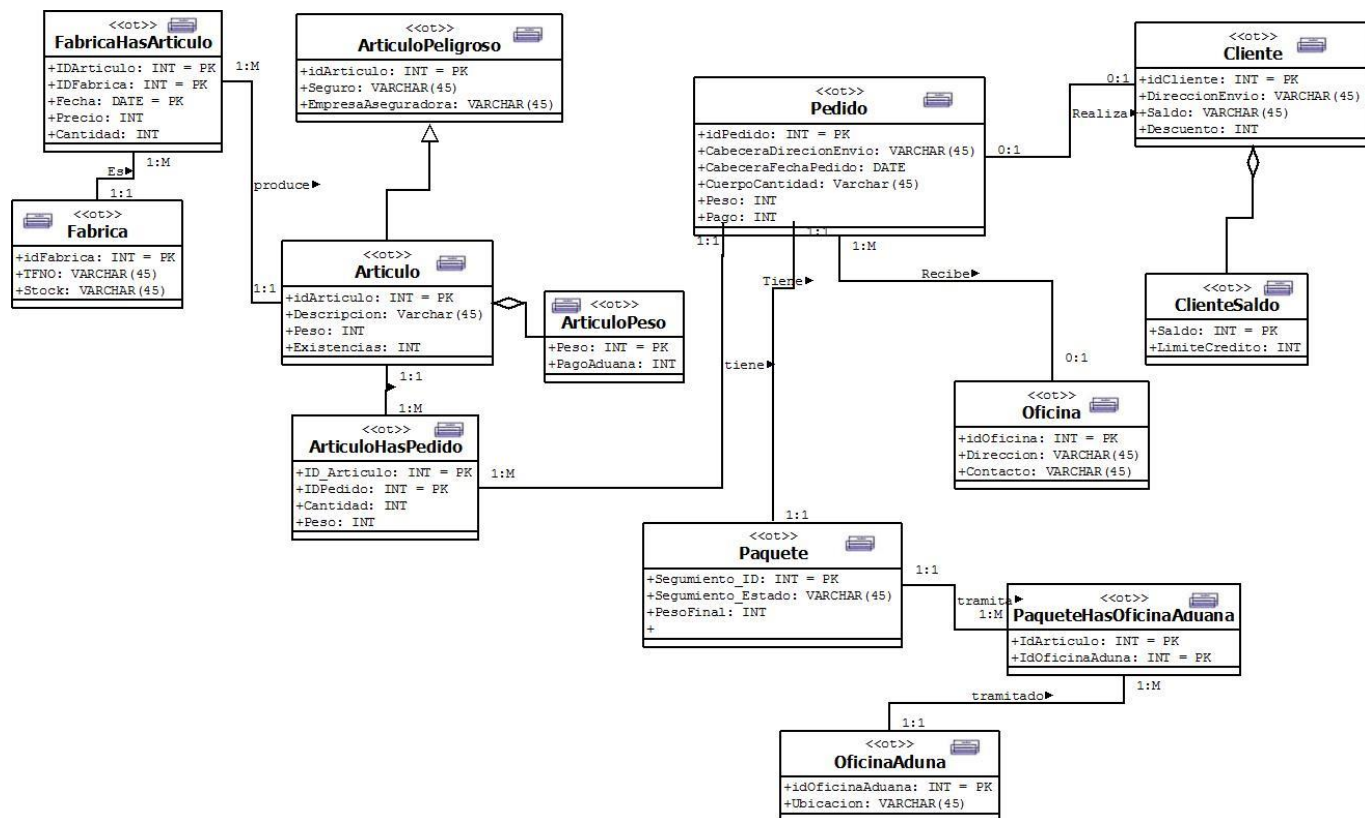 <<ot>>
FabricaHasArticulo
+IDArticulo: INT = PK
+IDFabrica: INT = PK
+Fecha: DATE = PK
+Precio: INT
+Cantidad: INT
1:M
1:M
Es
1:1
<<ot>>
Fabrica
+idFabrica: INT = PK
+TFNO: VARCHAR(45)
+Stock: VARCHAR(45)
<<ot>>
ArticuloPeligroso
+idArticulo: INT = PK
+Seguro: VARCHAR(45)
+EmpresaAseguradora: VARCHAR(45)
produce
1:1
<<ot>>
Articulo
+idArticulo: INT = PK
+Descripcion: Varchar(45)
+Peso: INT
+Existencias: INT
<<ot>>
ArticuloPeso
+Peso: INT = PK
+PagoAduana: INT
1:1
1:M
<<ot>>
ArticuloHasPedido
+ID_Articulo: INT = PK
+IDPedido: INT = PK
+Cantidad: INT
+Peso: INT
1:M
tiene
<<ot>>
Pedido
+idPedido: INT = PK
+CabeceraDirecionEnvio: VARCHAR(45)
+CabeceraFechaPedido: DATE
+CuerpoCantidad: Varchar(45)
+Peso: INT
+Pago: INT
1:1
1:1
1:M
0:1
Realiza
0:1
<<ot>>
Cliente
+idCliente: INT = PK
+DireccionEnvio: VARCHAR(45)
+Saldo: VARCHAR(45)
+Descuento: INT
<<ot>>
ClienteSaldo
+Saldo: INT = PK
+LimiteCredito: INT
Tiene
Recibe
0:1
<<ot>>
Oficina
+idOficina: INT = PK
+Direccion: VARCHAR(45)
+Contacto: VARCHAR(45)
1:1
<<ot>>
Paquete
+Segumiento_ID: INT = PK
+Segumiento_Estado: VARCHAR(45)
+PesoFinal: INT
+
1:1
tramita
1:M
<<ot>>
PaqueteHasOficinaAduana
+IdArticulo: INT = PK
+IdOficinaAduna: INT = PK
1:M
tramitado
1:1
<<ot>>
OficinaAduna
+idOficinaAduana: INT = PK
+Ubicacion: VARCHAR(45)